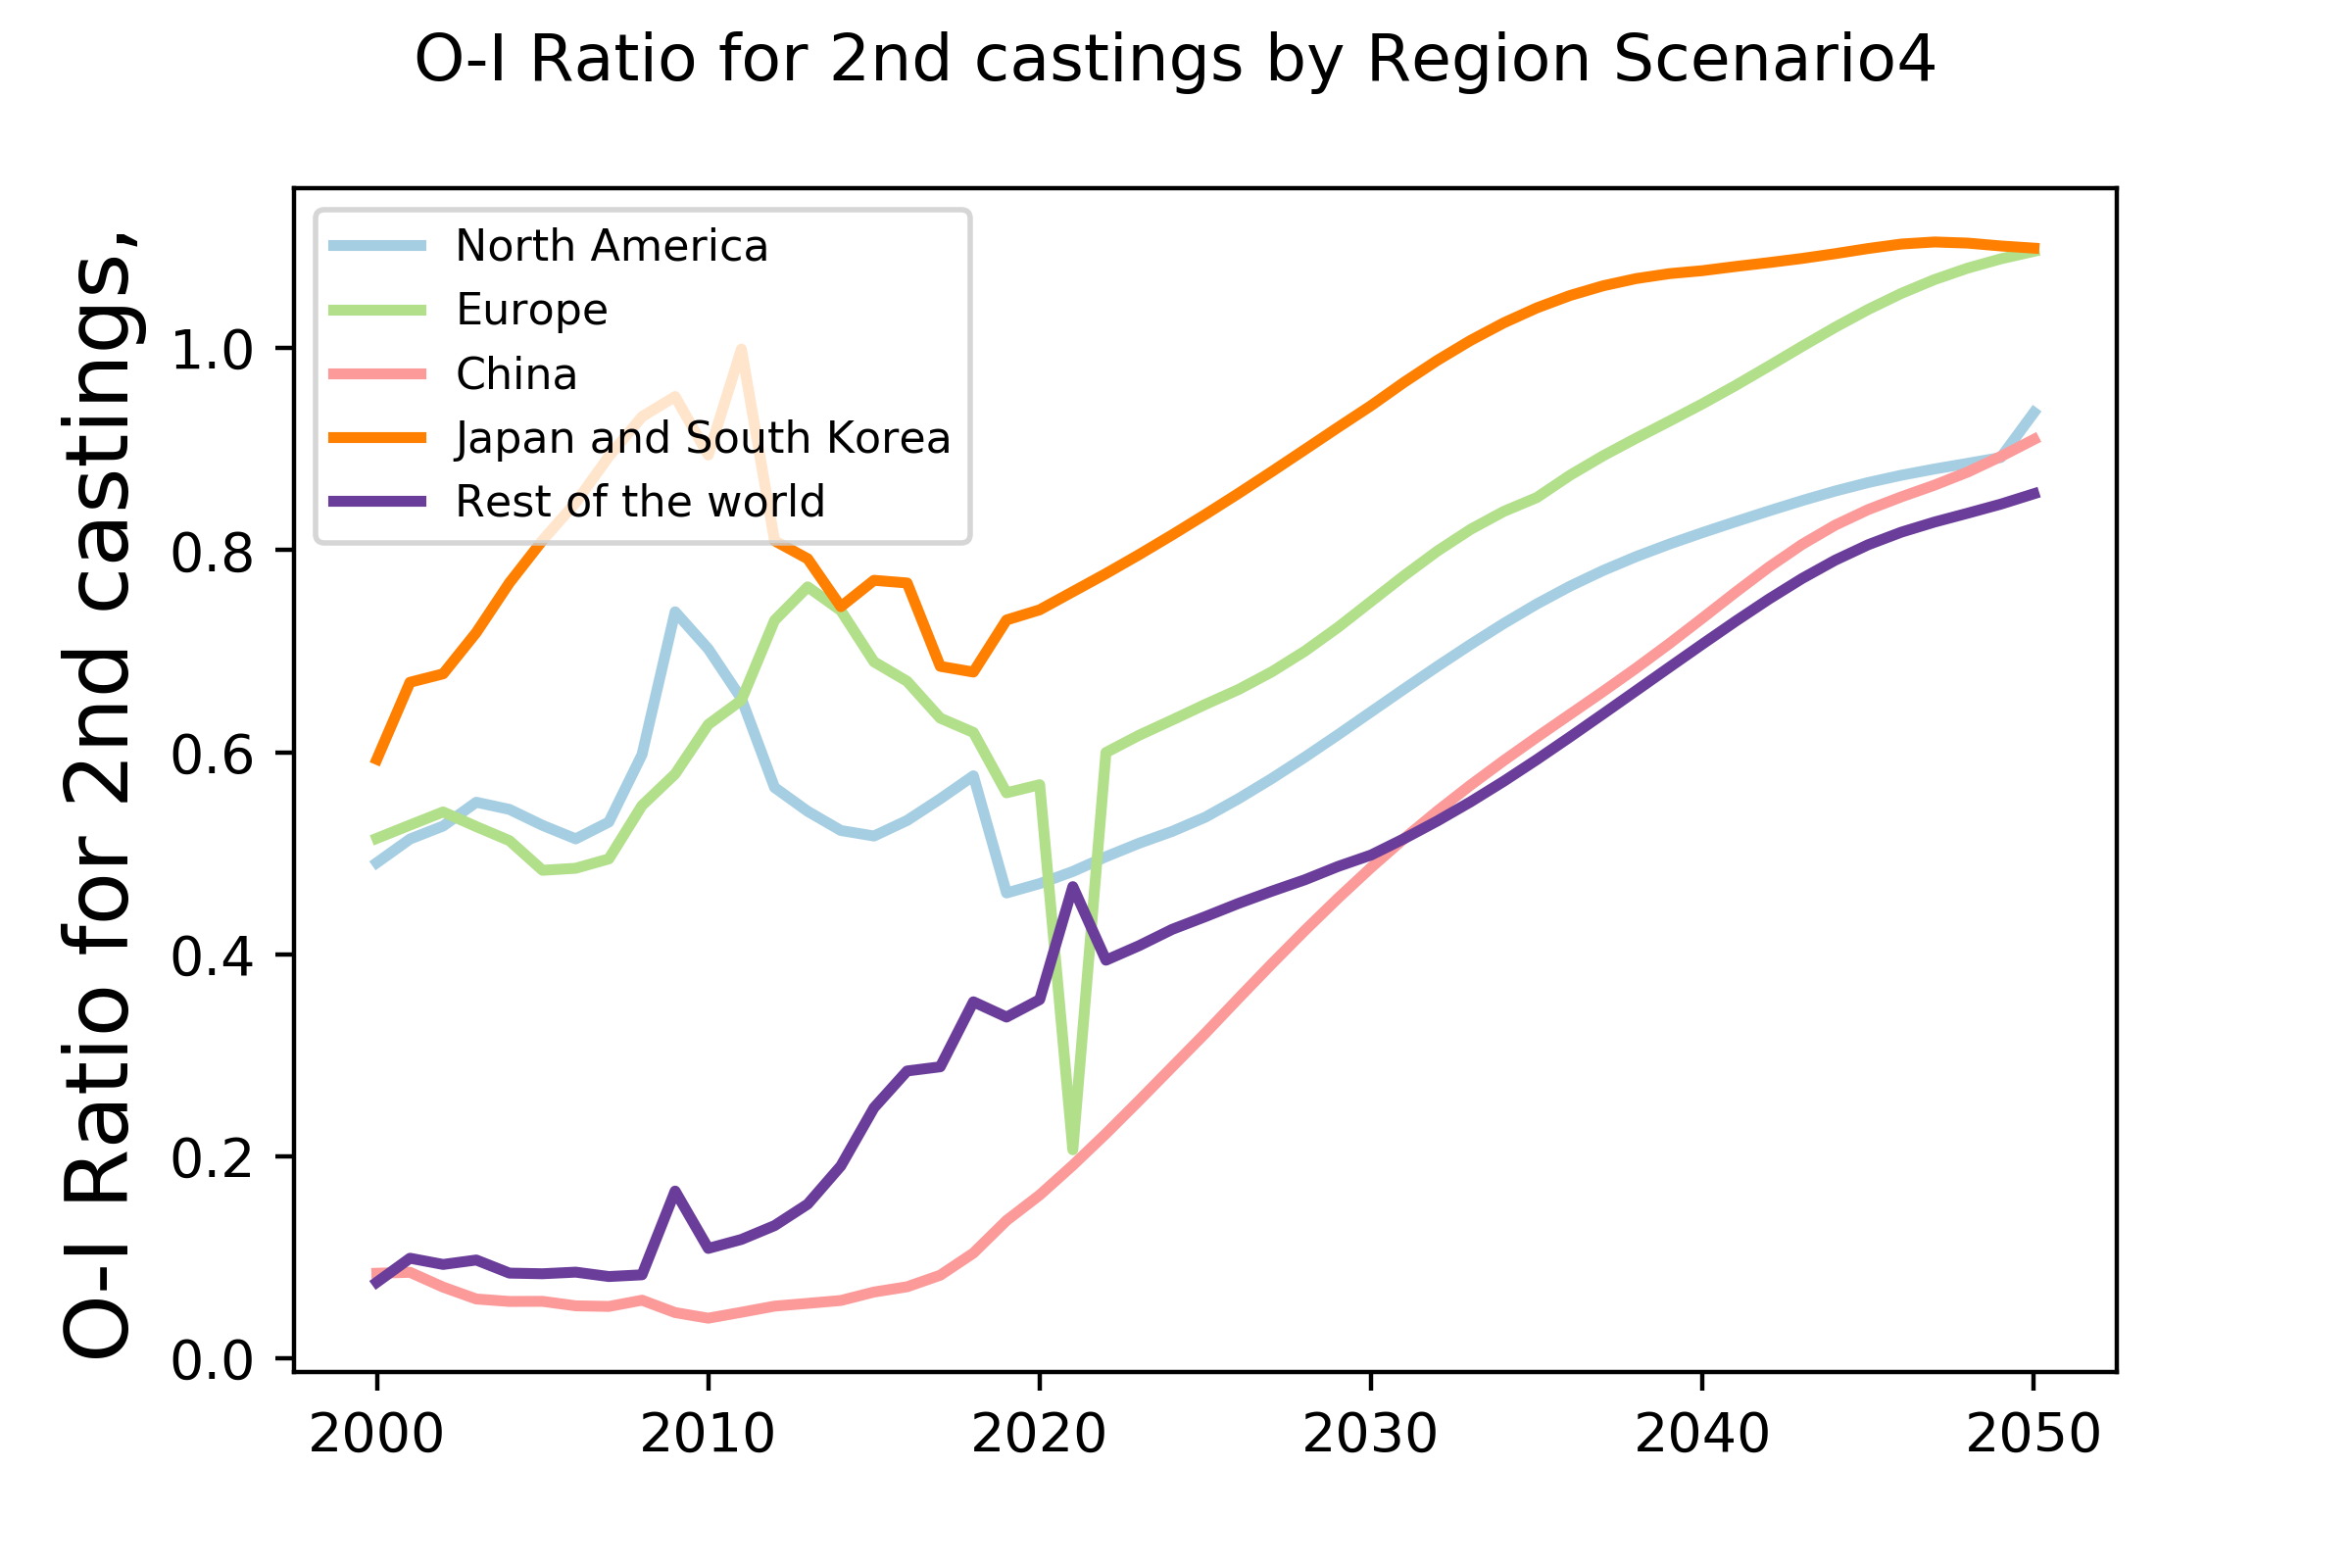 O-I Ratio for 2nd castings by Region Scenario4
O-I Ratio for 2nd castings,
North America
Europe
China
Japan and South Korea
Rest of the world
1.0
0.8
0.6
0.4
0.2
0.0
2000 2010 2020 2030 2040 2050